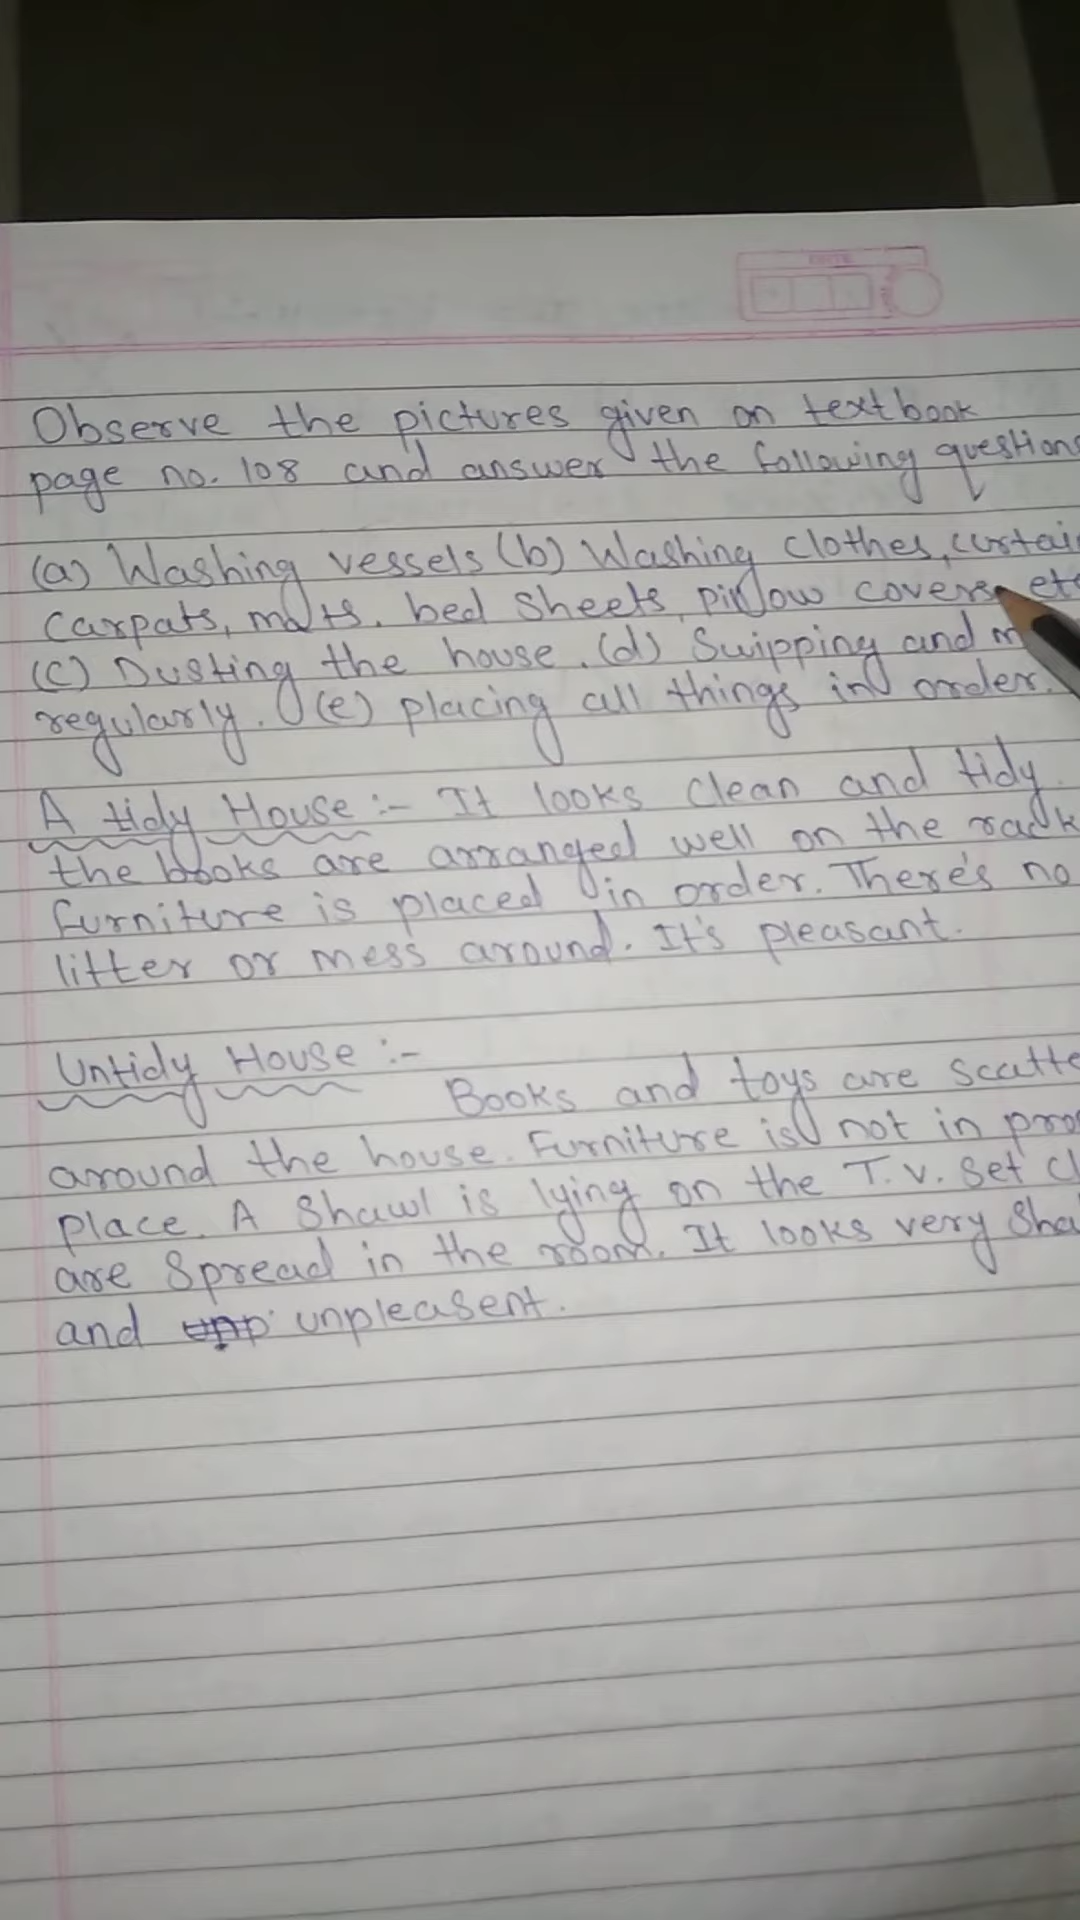 Observe the pictures given on textbook
page no. 108 and answer the following questions
(a) Washing vessels (b) Washing clothes,
carpats, mats, bed sheets, pillow covers etc
(c) Dusting the house. (d) Swipping and
regularly. (e) placing all things in order.
A tidy House :- It looks clean and tidy.
the books are arranged well on the rack
furniture is placed in order. There's no
litter or mess around. It's pleasant.
Untidy House :-
Books and toys are
around the house. Furniture is not in
place. A Shawl is lying on the T.V. set
are spread in the room. It looks very
and unpleasent.